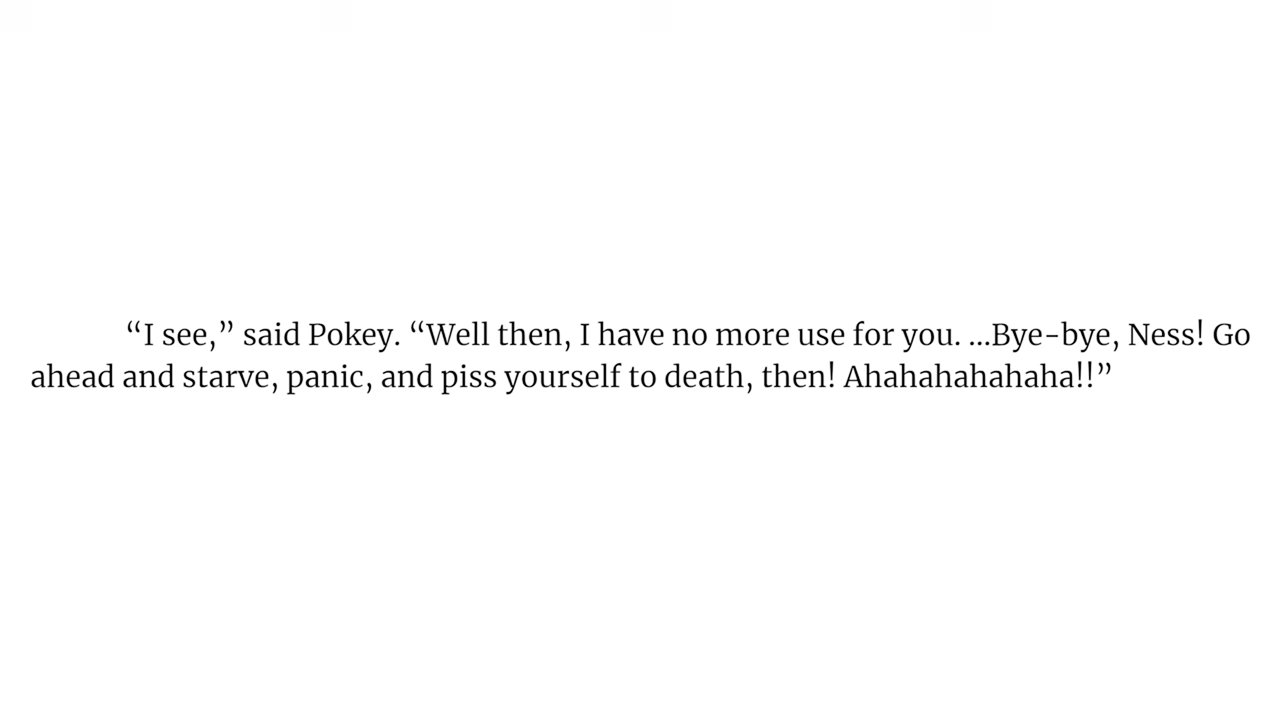 “I see,” said Pokey. “Well then, I have no more use for you. ...Bye-bye, Ness! Go
ahead and starve, panic, and piss yourself to death, then! Ahahahahahaha!!”